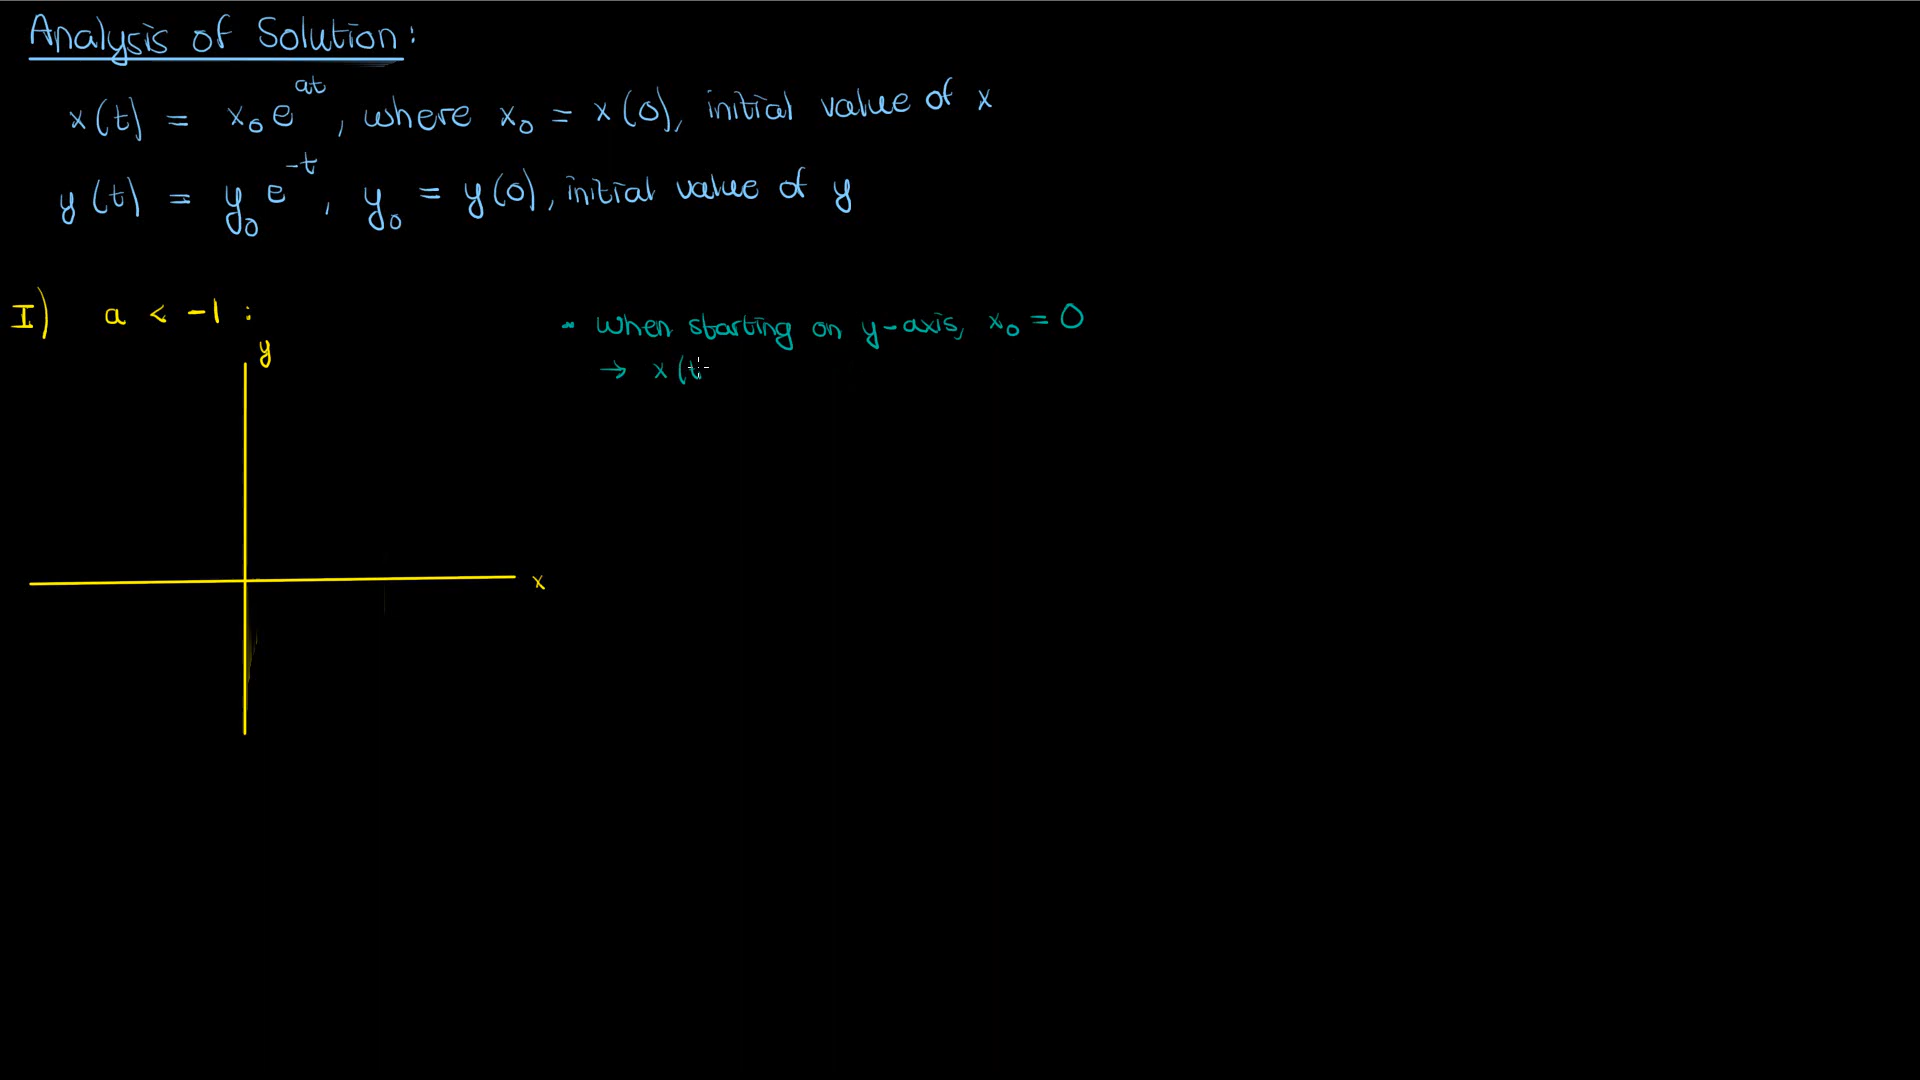 Analysis of Solution:
x(t) = x₀e^{at}, where x₀ = x(0), initial value of x
y(t) = y₀e^{-t}, y₀ = y(0), initial value of y
I) a < -1 :
- when starting on y-axis, x₀ = 0
→ x(t
y
x